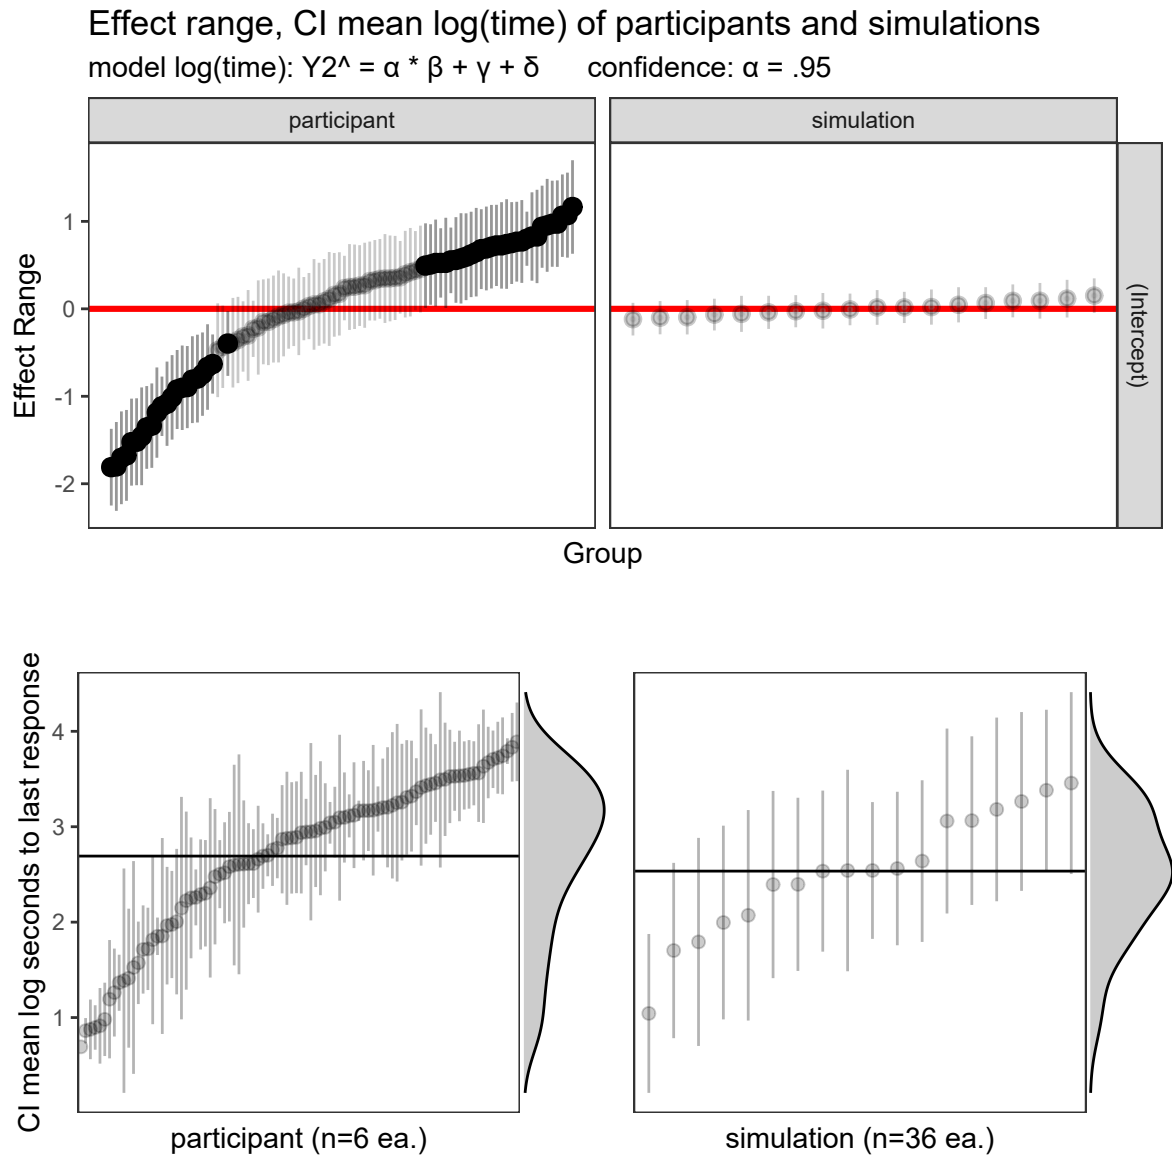 Effect range, CI mean log(time) of participants and simulations
model log(time): Y2^ = α * β + γ + δ confidence: α = .95
participant
simulation
Effect Range
1
0
-1
-2
(Intercept)
Group
CI mean log seconds to last response
4
3
2
1
participant (n=6 ea.)
simulation (n=36 ea.)